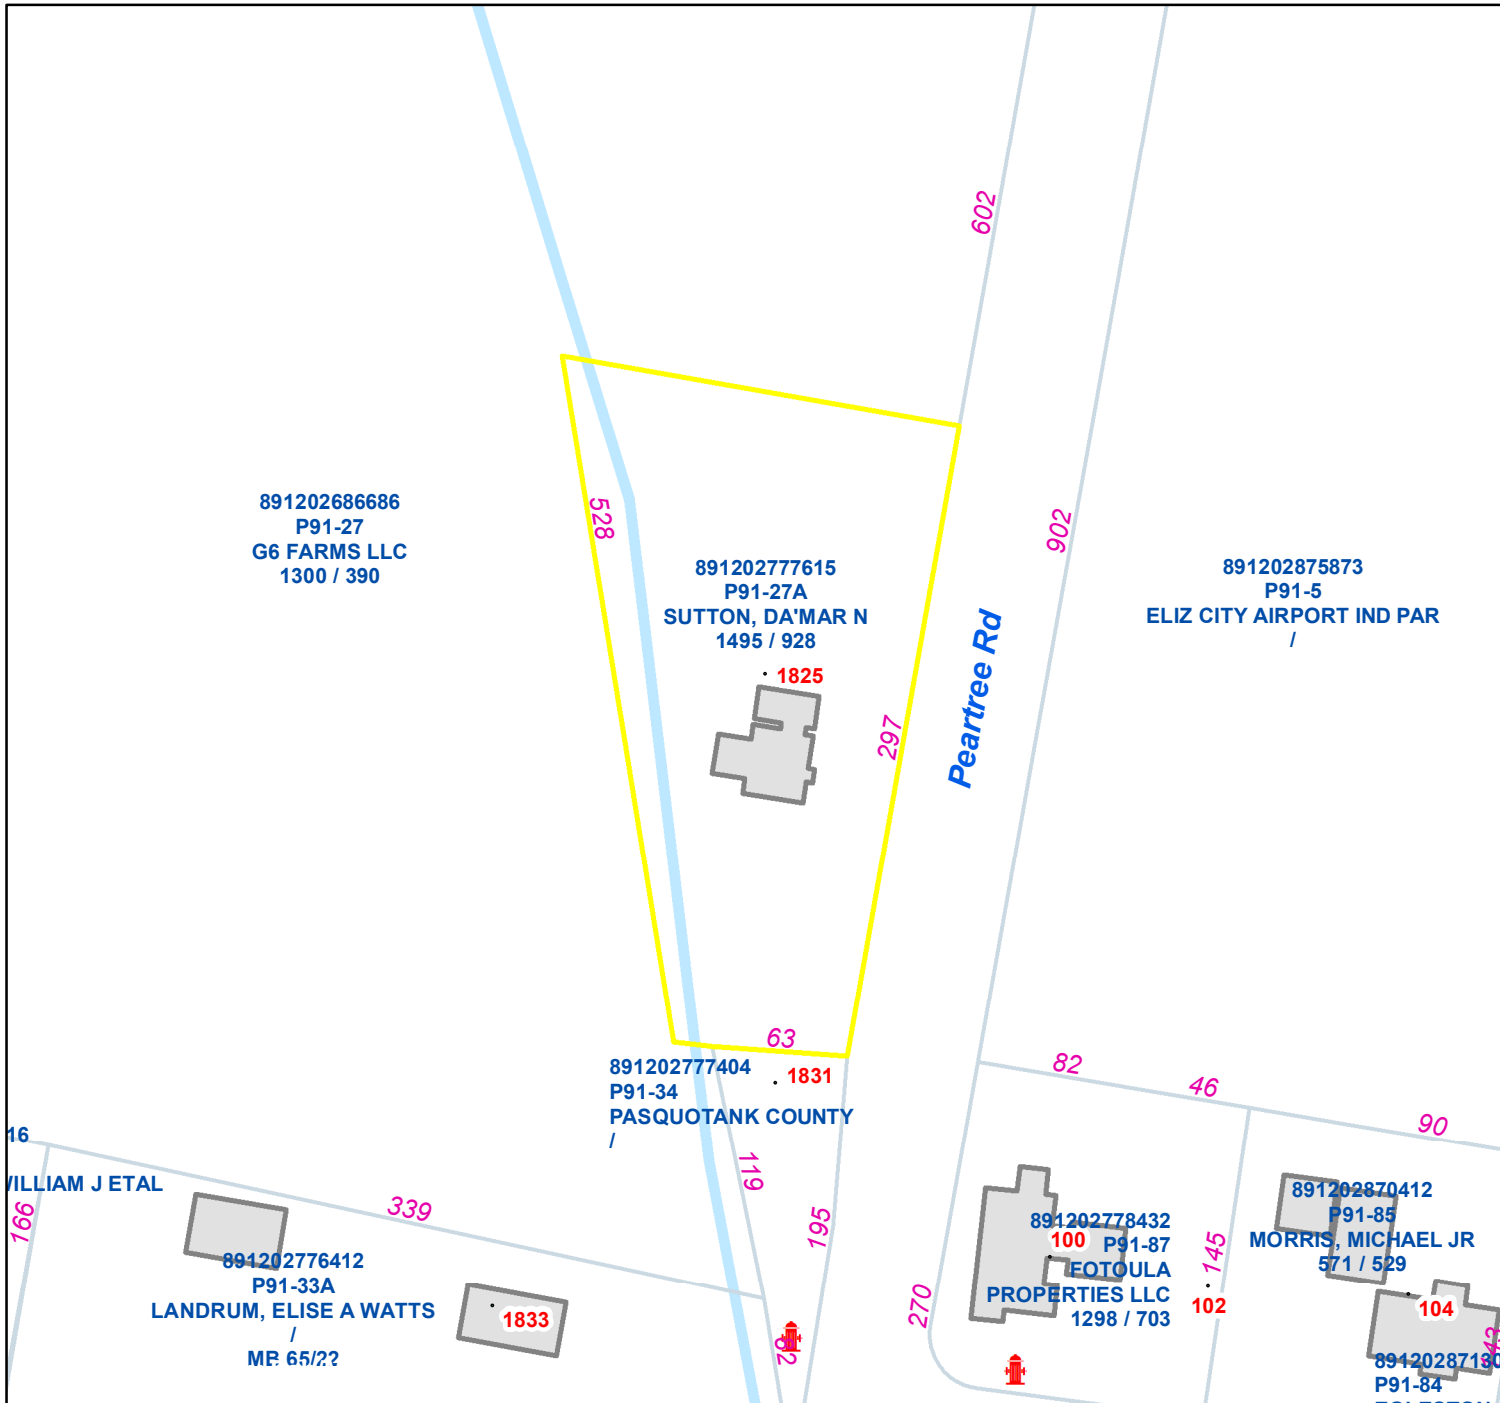 602
891202686686
P91-27
G6 FARMS LLC
1300 / 390
528
902
891202777615
P91-27A
SUTTON, DA'MAR N
1495 / 928
1825
891202875873
P91-5
ELIZ CITY AIRPORT IND PAR
/
Peartree Rd
297
63
891202777404
P91-34
PASQUOTANK COUNTY
/
1831
82
46
90
16
ILLIAM J ETAL
166
339
119
195
891202776412
P91-33A
LANDRUM, ELISE A WATTS
/
MB 65/22
1833
270
891202778432
P91-87
FOTOULA
PROPERTIES LLC
1298 / 703
100
145
102
891202870412
P91-85
MORRIS, MICHAEL JR
571 / 529
104
P91-84